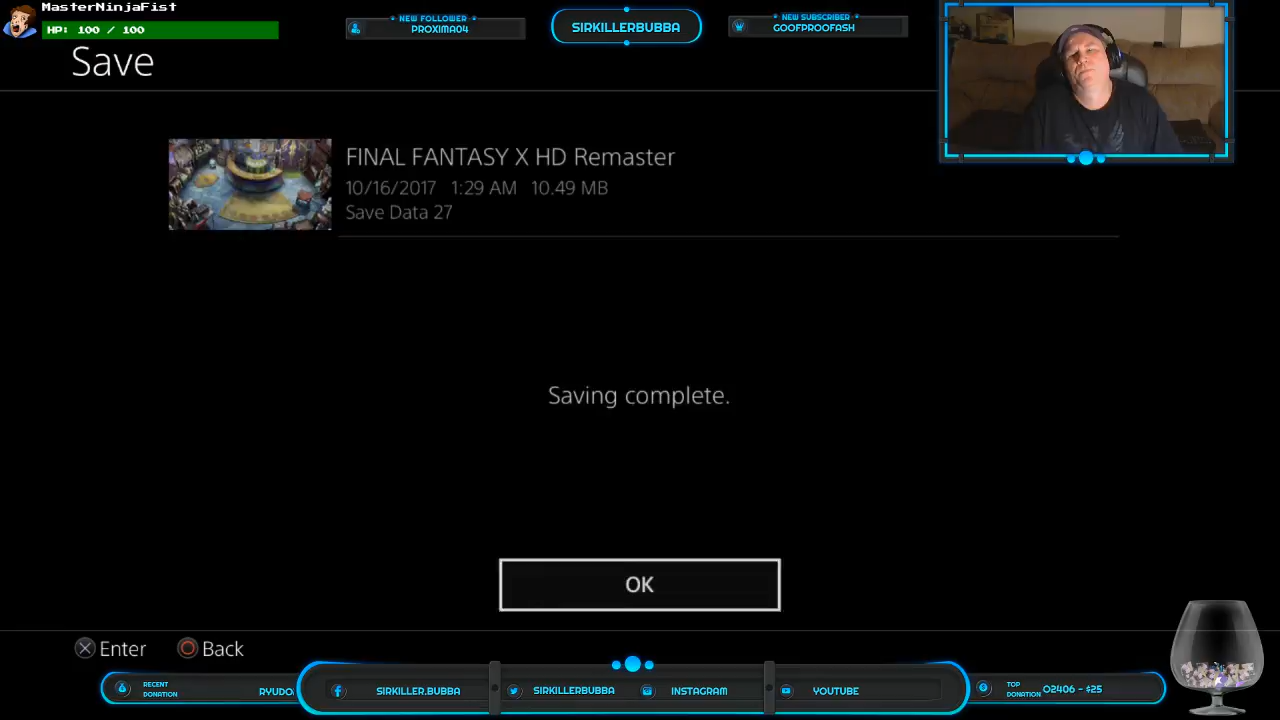 MasterNinjaFist
HP: 100 / 100
NEW FOLLOWER
PROXIMA04
SIRKILLERBUBBA
NEW SUBSCRIBER
GOOFPROOFASH
Save
FINAL FANTASY X HD Remaster
10/16/2017 1:29 AM 10.49 MB
Save Data 27
Saving complete.
OK
Enter Back
RECENT
DONATION
RYUDO
SIRKILLER.BUBBA
SIRKILLERBUBBA
INSTAGRAM
YOUTUBE
TOP
DONATION
02406 - $25